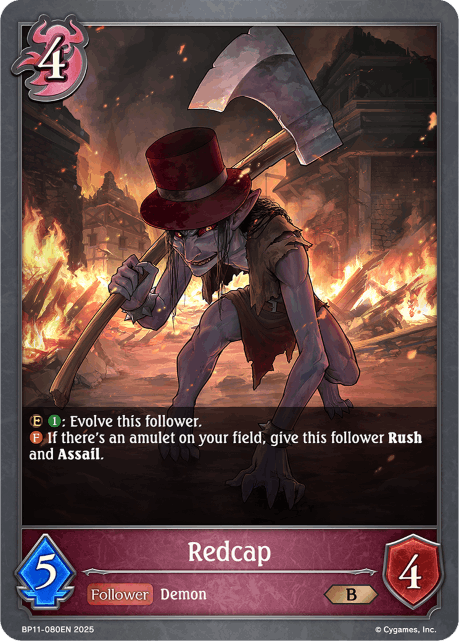 4
E 1: Evolve this follower.
F If there's an amulet on your field, give this follower Rush
and Assail.
Redcap
5
Follower Demon
B
4
BP11-080EN 2025
© Cygames, Inc.